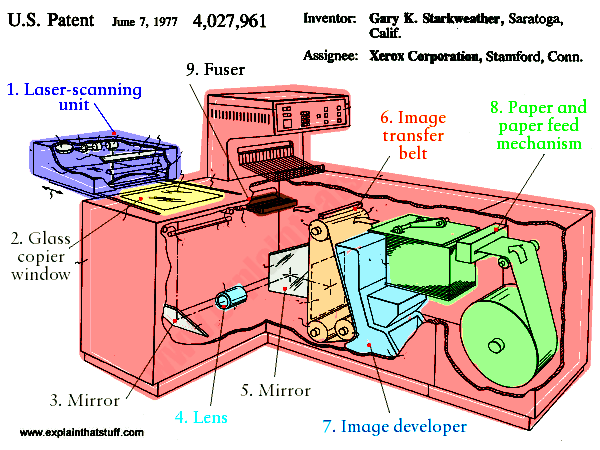 U.S. Patent June 7, 1977 4,027,961
Inventor: Gary K. Starkweather, Saratoga,
Calif.
Assignee: Xerox Corporation, Stamford, Conn.
9. Fuser
1. Laser-scanning
unit
6. Image
transfer
belt
8. Paper and
paper feed
mechanism
2. Glass
copier
window
3. Mirror
4. Lens
5. Mirror
7. Image developer
www.explainthatstuff.com